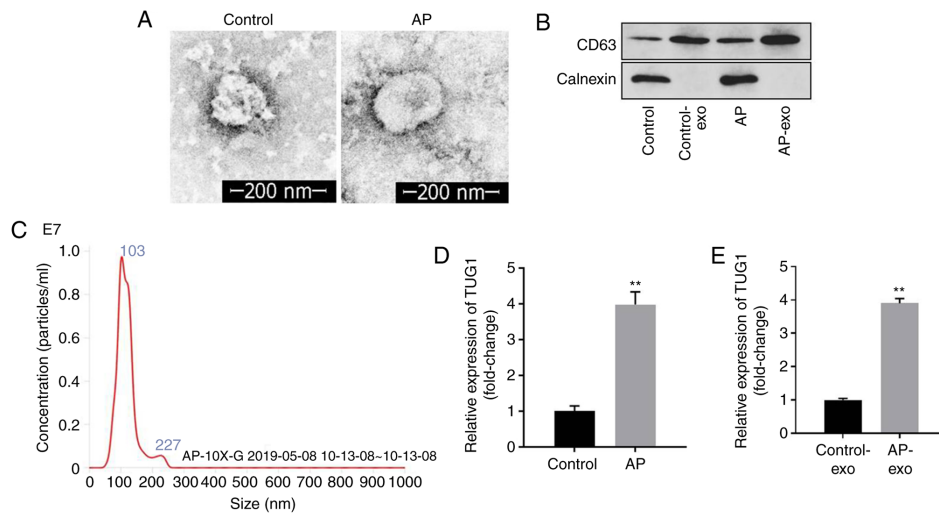 A
Control
AP
200 nm
200 nm
B
CD63
Calnexin
Control
Control-
exo
AP
AP-exo
C
E7
Concentration (particles/ml)
1.0
0.8
0.6
0.4
0.2
0
103
227
AP-10X-G 2019-05-08 10-13-08~10-13-08
0 100 200 300 400 500 600 700 800 900 1000
Size (nm)
D
Relative expression of TUG1
(fold-change)
5
4
3
2
1
0
**
Control
AP
E
Relative expression of TUG1
(fold-change)
5
4
3
2
1
0
**
Control-
exo
AP-
exo